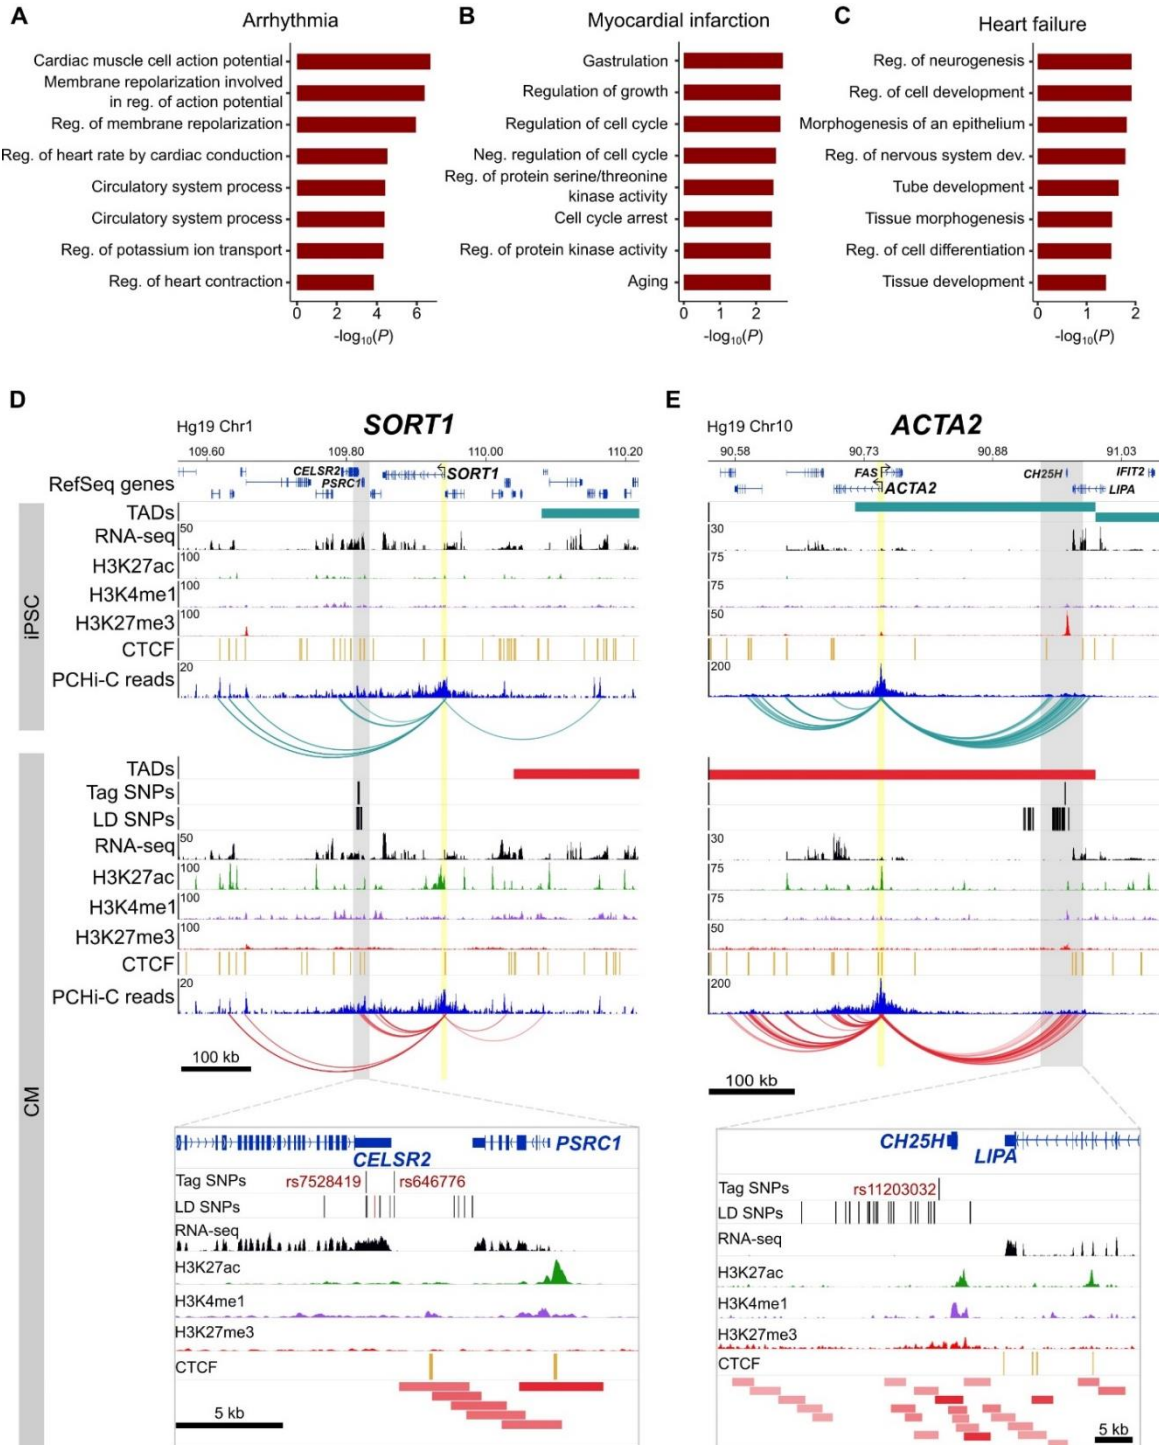 A
Arrhythmia
Cardiac muscle cell action potential
Membrane repolarization involved
in reg. of action potential
Reg. of membrane repolarization
Reg. of heart rate by cardiac conduction
Circulatory system process
Circulatory system process
Reg. of potassium ion transport
Reg. of heart contraction
0 2 4 6
-log10(P)
B
Myocardial infarction
Gastrulation
Regulation of growth
Regulation of cell cycle
Neg. regulation of cell cycle
Reg. of protein serine/threonine
kinase activity
Cell cycle arrest
Reg. of protein kinase activity
Aging
0 1 2
-log10(P)
C
Heart failure
Reg. of neurogenesis
Reg. of cell development
Morphogenesis of an epithelium
Reg. of nervous system dev.
Tube development
Tissue morphogenesis
Reg. of cell differentiation
Tissue development
0 1 2
-log10(P)
D
Hg19 Chr1
SORT1
109.60 109.80 110.00 110.20
CELSR2
PSRC1
SORT1
RefSeq genes
iPSC
TADs
RNA-seq 50
H3K27ac 100
H3K4me1 100
H3K27me3 100
CTCF
PCHi-C reads 20
CM
TADs
Tag SNPs
LD SNPs
RNA-seq 50
H3K27ac 100
H3K4me1 100
H3K27me3 100
CTCF
PCHi-C reads 20
100 kb
CELSR2
PSRC1
Tag SNPs rs7528419 rs646776
LD SNPs
RNA-seq
H3K27ac
H3K4me1
H3K27me3
CTCF
5 kb
E
Hg19 Chr10
ACTA2
90.58 90.73 90.88 91.03
FAS
ACTA2
CH25H
IFIT2
LIPA
30
75
75
50
200
30
75
75
50
200
100 kb
CH25H
LIPA
Tag SNPs rs11203032
LD SNPs
RNA-seq
H3K27ac
H3K4me1
H3K27me3
CTCF
5 kb